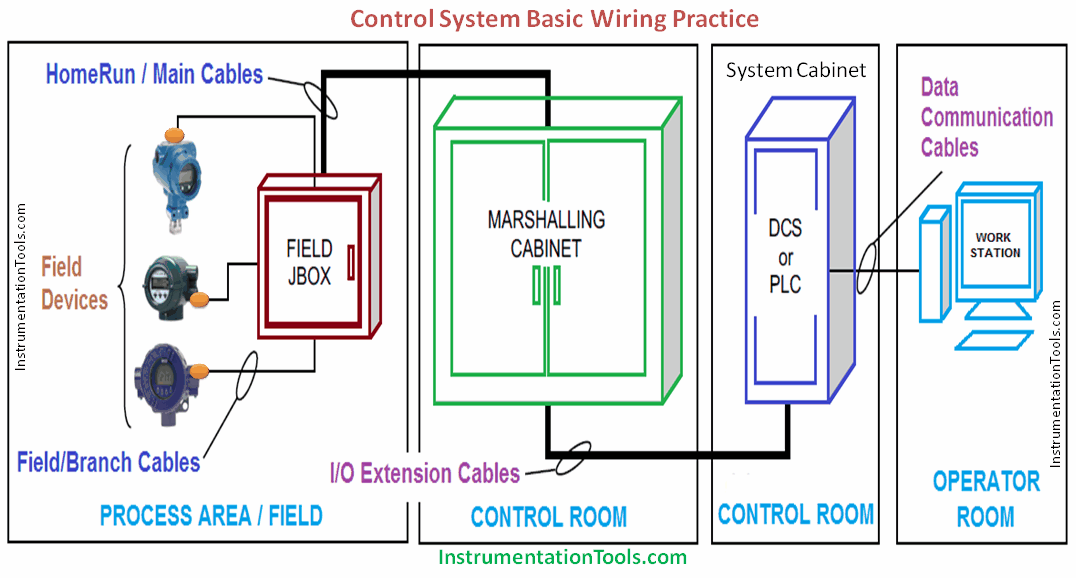 Control System Basic Wiring Practice
HomeRun / Main Cables
InstrumentationTools.com
Field
Devices
FIELD
JBOX
Field/Branch Cables
PROCESS AREA / FIELD
MARSHALLING
CABINET
I/O Extension Cables
CONTROL ROOM
System Cabinet
DCS
or
PLC
CONTROL ROOM
Data
Communication
Cables
WORK
STATION
InstrumentationTools.com
OPERATOR
ROOM
InstrumentationTools.com